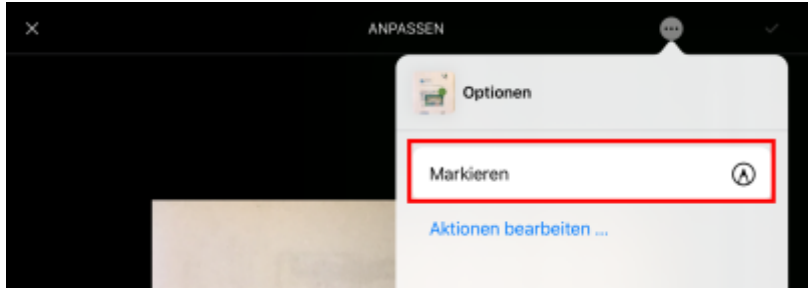 ANPASSEN
Optionen
Markieren
Aktionen bearbeiten ...